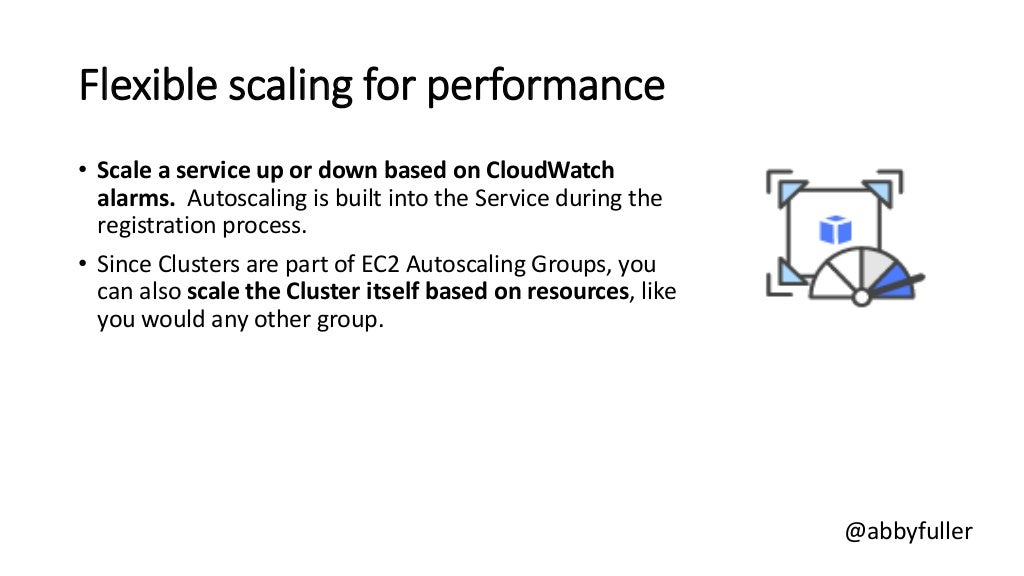 Flexible scaling for performance
• Scale a service up or down based on CloudWatch
alarms.  Autoscaling is built into the Service during the
registration process.
• Since Clusters are part of EC2 Autoscaling Groups, you
can also scale the Cluster itself based on resources, like
you would any other group.
@abbyfuller